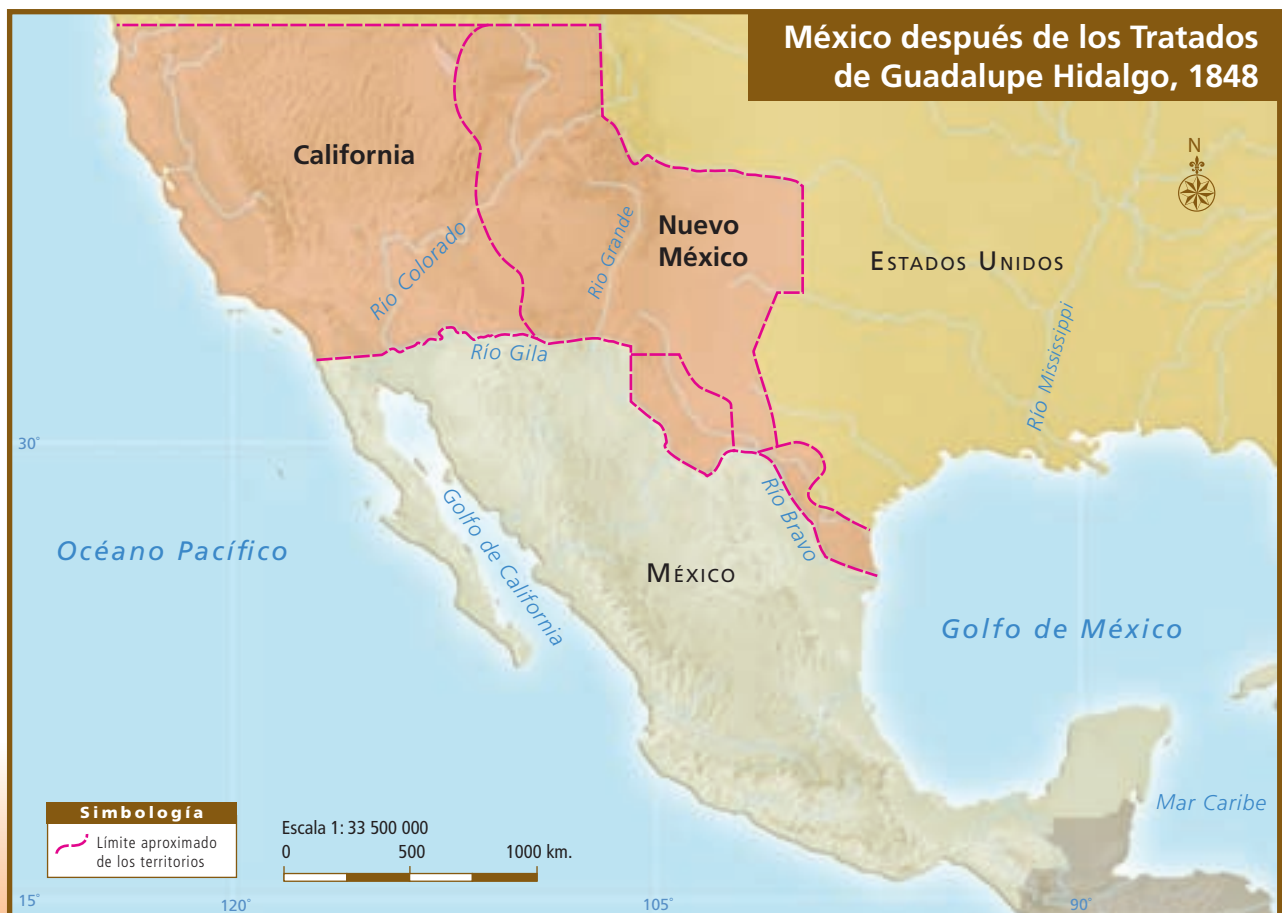 México después de los Tratados
de Guadalupe Hidalgo, 1848
N
California
Nuevo
México
ESTADOS UNIDOS
Río Colorado
Rio Grande
Río Mississippi
Río Gila
30°
Golfo de California
Río Bravo
Océano Pacífico
MÉXICO
Golfo de México
Mar Caribe
Simbología
Límite aproximado
de los territorios
Escala 1: 33 500 000
0 500 1000 km.
15° 120° 105° 90°